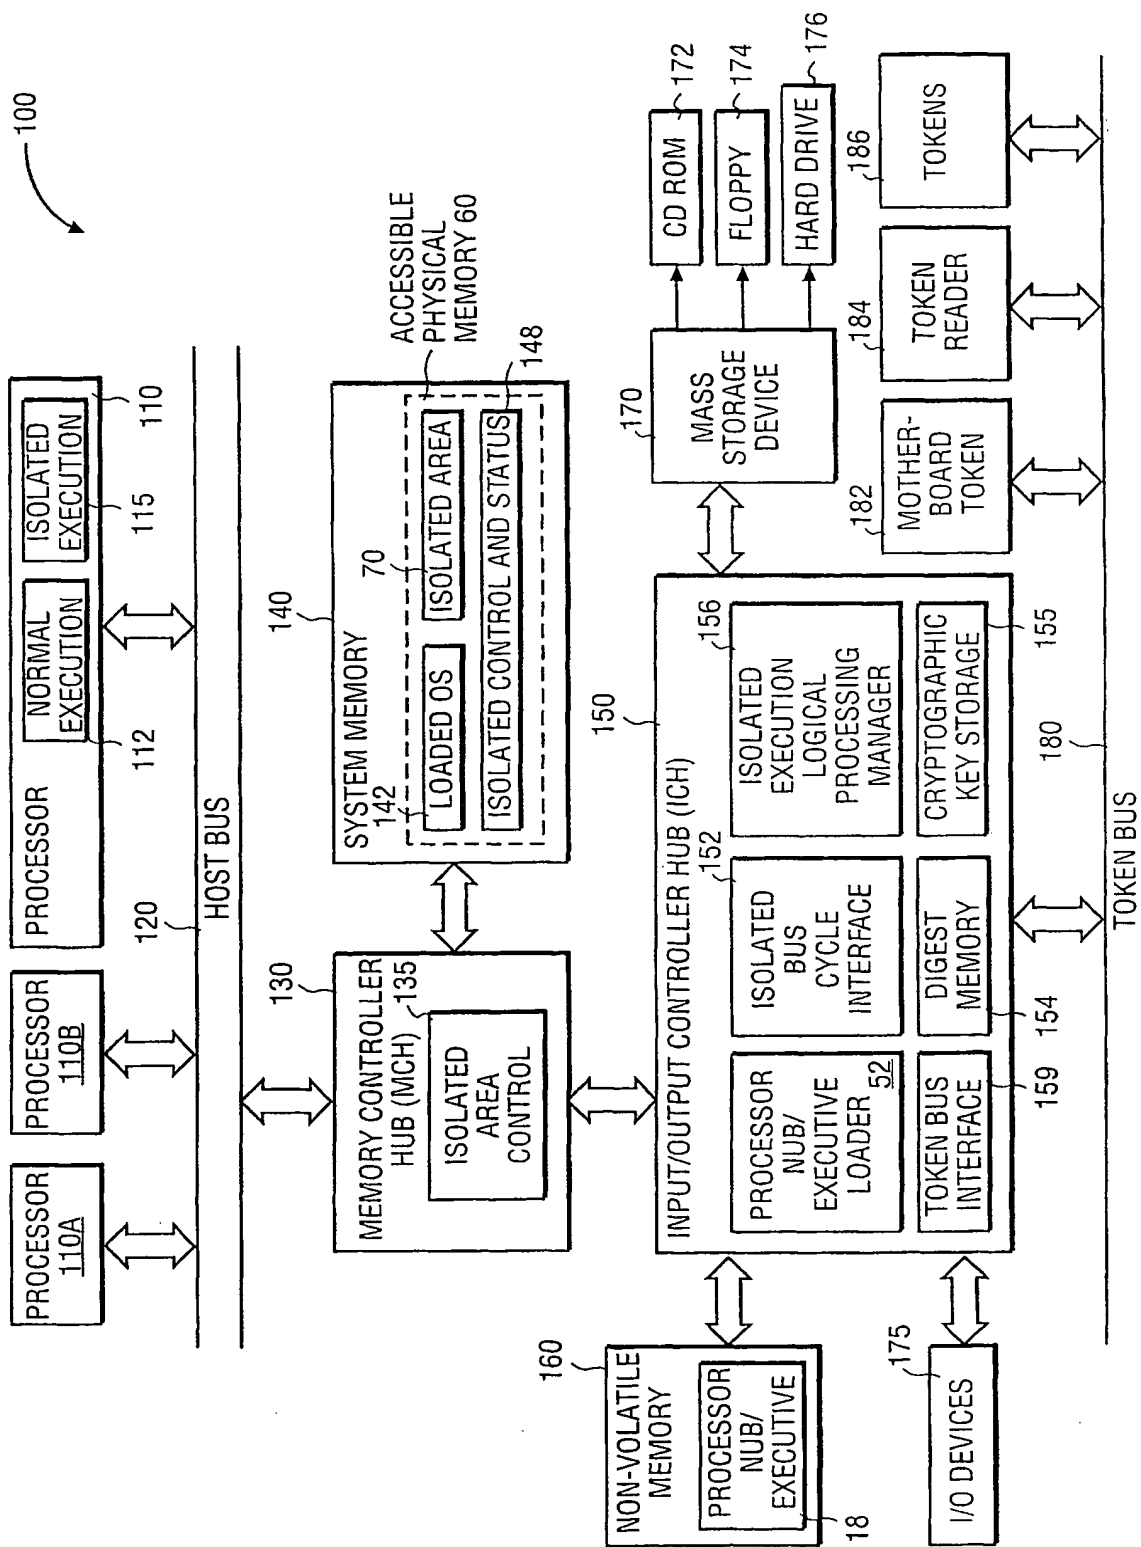 100
PROCESSOR
110A
PROCESSOR
110B
PROCESSOR
NORMAL
EXECUTION
112
ISOLATED
EXECUTION
115
110
120
HOST BUS
130
MEMORY CONTROLLER
HUB (MCH)
135
ISOLATED
AREA
CONTROL
140
SYSTEM MEMORY
142
LOADED OS
70
ISOLATED AREA
ISOLATED CONTROL AND STATUS
148
ACCESSIBLE
PHYSICAL
MEMORY 60
150
INPUT/OUTPUT CONTROLLER HUB (ICH)
PROCESSOR
NUB/
EXECUTIVE
LOADER
52
152
ISOLATED
BUS
CYCLE
INTERFACE
156
ISOLATED
EXECUTION
LOGICAL
PROCESSING
MANAGER
TOKEN BUS
INTERFACE
159
DIGEST
MEMORY
154
CRYPTOGRAPHIC
KEY STORAGE
155
160
NON-VOLATILE
MEMORY
PROCESSOR
NUB/
EXECUTIVE
18
175
I/O DEVICES
170
MASS
STORAGE
DEVICE
CD ROM
172
FLOPPY
174
HARD DRIVE
176
182
MOTHER-
BOARD
TOKEN
184
TOKEN
READER
186
TOKENS
180
TOKEN BUS